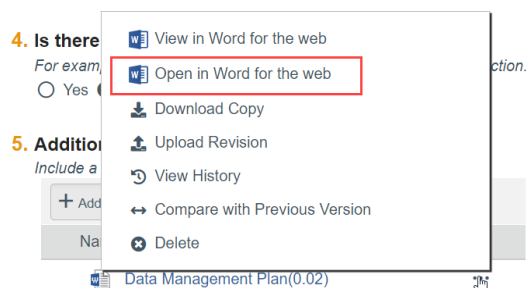 4. Is there
View in Word for the web
For exam
Open in Word for the web
ction.
Yes
Download Copy
5. Additio
Upload Revision
Include a
View History
+ Add
Compare with Previous Version
Na
Delete
Data Management Plan(0.02)